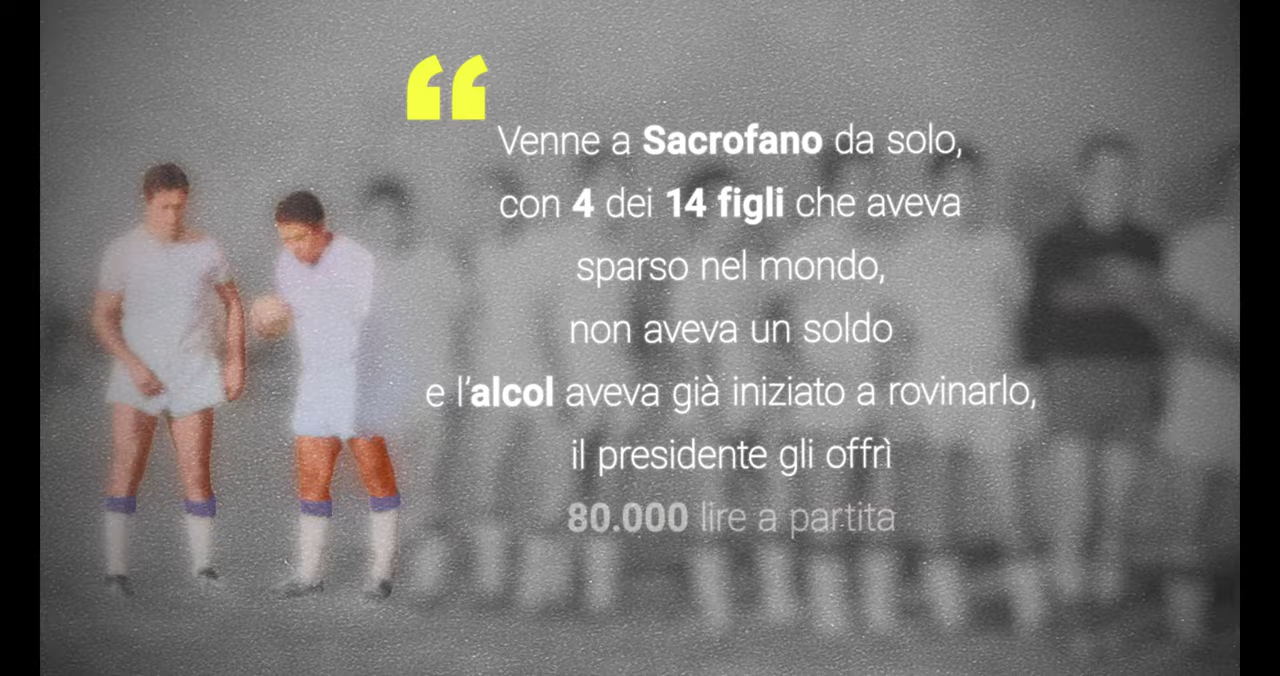 “
Venne a Sacrofano da solo,
con 4 dei 14 figli che aveva
sparso nel mondo,
non aveva un soldo
e l’alcol aveva già iniziato a rovinarlo,
il presidente gli offrì
80.000 lire a partita